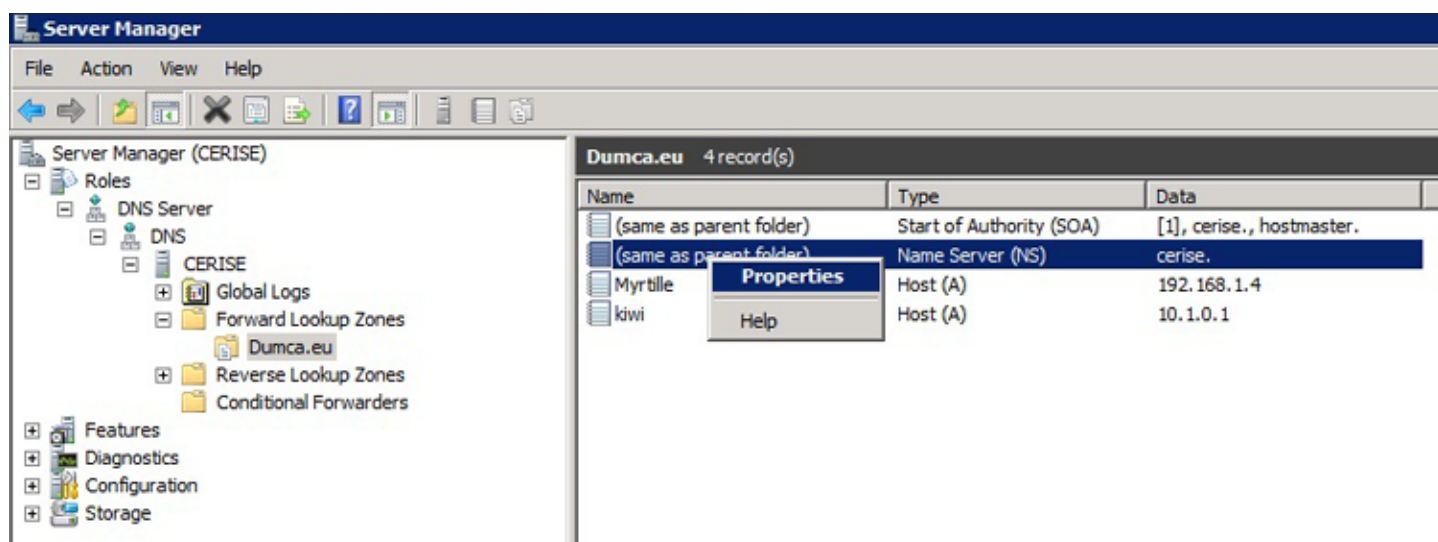 Server Manager
File Action View Help
Server Manager (CERISE)
Roles
DNS Server
DNS
CERISE
Global Logs
Forward Lookup Zones
Dumca.eu
Reverse Lookup Zones
Conditional Forwarders
Features
Diagnostics
Configuration
Storage
Dumca.eu 4 record(s)
Name Type Data
(same as parent folder) Start of Authority (SOA) [1], cerise., hostmaster.
(same as parent folder) Name Server (NS) cerise.
Myrtille Host (A) 192.168.1.4
kiwi Host (A) 10.1.0.1
Properties
Help